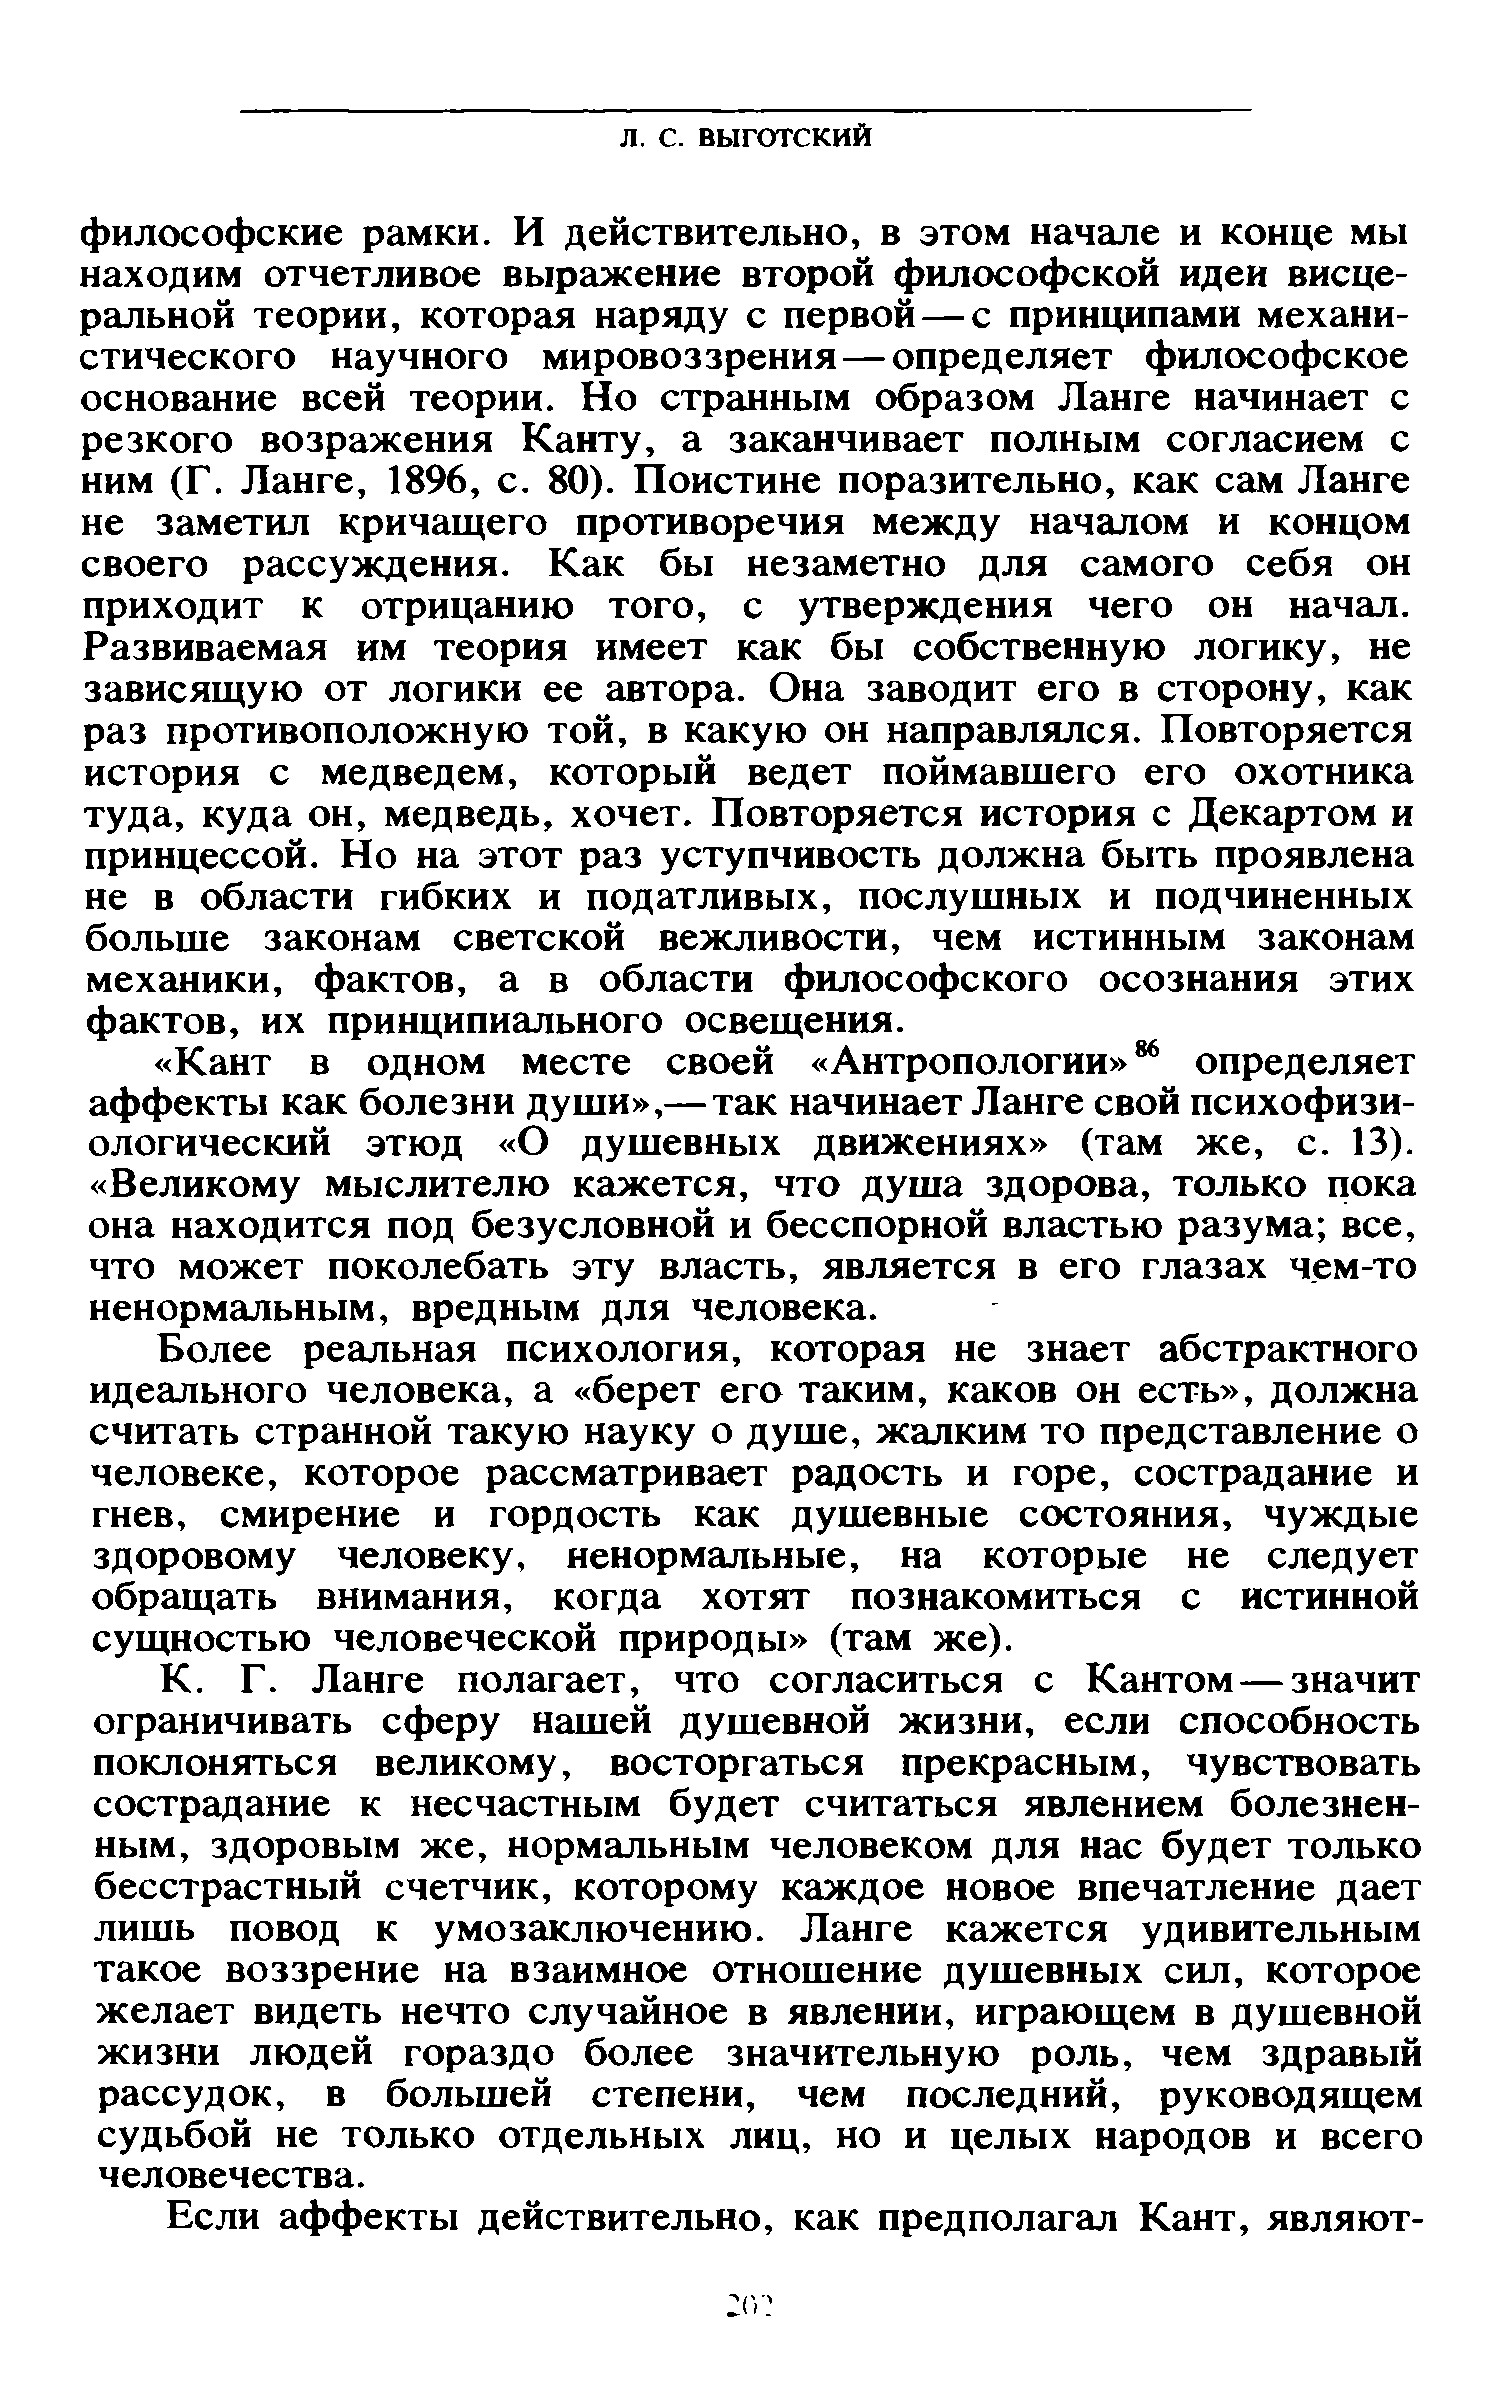 Л. С. ВЫГОТСКИЙ
философские рамки. И действительно, в этом начале и конце мы
находим отчетливое выражение второй философской идеи висце-
ральной теории, которая наряду с первой — с принципами механи-
стического научного мировоззрения — определяет философское
основание всей теории. Но странным образом Ланге начинает с
резкого возражения Канту, а заканчивает полным согласием с
ним (Г. Ланге, 1896, с. 80). Поистине поразительно, как сам Ланге
не заметил кричащего противоречия между началом и концом
своего рассуждения. Как бы незаметно для самого себя он
приходит к отрицанию того, с утверждения чего он начал.
Развиваемая им теория имеет как бы собственную логику, не
зависящую от логики ее автора. Она заводит его в сторону, как
раз противоположную той, в какую он направлялся. Повторяется
история с медведем, который ведет поймавшего его охотника
туда, куда он, медведь, хочет. Повторяется история с Декартом и
принцессой. Но на этот раз уступчивость должна быть проявлена
не в области гибких и податливых, послушных и подчиненных
больше законам светской вежливости, чем истинным законам
механики, фактов, а в области философского осознания этих
фактов, их принципиального освещения.
«Кант в одном месте своей «Антропологии»⁸⁶ определяет
аффекты как болезни души», — так начинает Ланге свой психофизи-
ологический этюд «О душевных движениях» (там же, с. 13).
«Великому мыслителю кажется, что душа здорова, только пока
она находится под безусловной и бесспорной властью разума; все,
что может поколебать эту власть, является в его глазах чем-то
ненормальным, вредным для человека.
Более реальная психология, которая не знает абстрактного
идеального человека, а «берет его таким, каков он есть», должна
считать странной такую науку о душе, жалким то представление о
человеке, которое рассматривает радость и горе, сострадание и
гнев, смирение и гордость как душевные состояния, чуждые
здоровому человеку, ненормальные, на которые не следует
обращать внимания, когда хотят познакомиться с истинной
сущностью человеческой природы» (там же).
К. Г. Ланге полагает, что согласиться с Кантом — значит
ограничивать сферу нашей душевной жизни, если способность
поклоняться великому, восторгаться прекрасным, чувствовать
сострадание к несчастным будет считаться явлением болезнен-
ным, здоровым же, нормальным человеком для нас будет только
бесстрастный счетчик, которому каждое новое впечатление дает
лишь повод к умозаключению. Ланге кажется удивительным
такое воззрение на взаимное отношение душевных сил, которое
желает видеть нечто случайное в явлении, играющем в душевной
жизни людей гораздо более значительную роль, чем здравый
рассудок, в большей степени, чем последний, руководящем
судьбой не только отдельных лиц, но и целых народов и всего
человечества.
Если аффекты действительно, как предполагал Кант, являют-
202